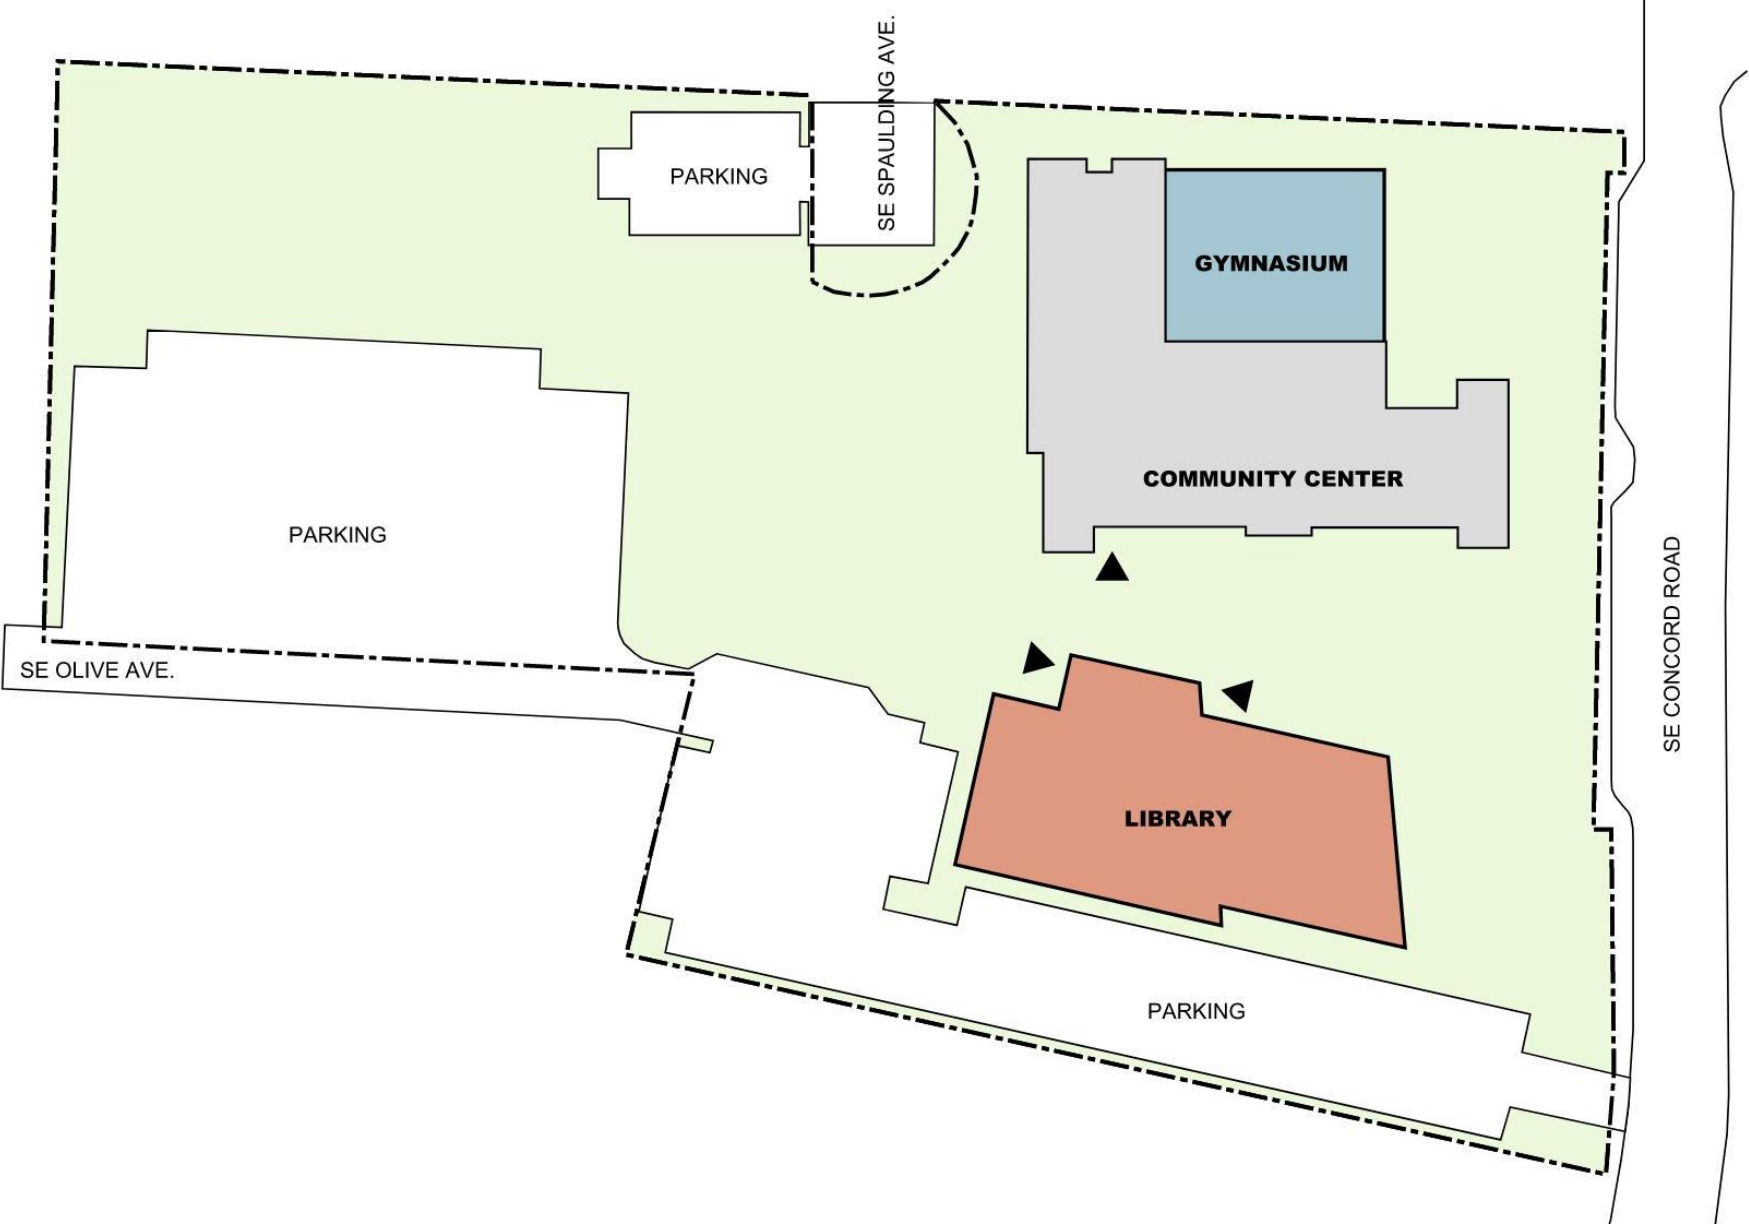 SE SPAULDING AVE.
PARKING
GYMNASIUM
COMMUNITY CENTER
PARKING
SE CONCORD ROAD
SE OLIVE AVE.
LIBRARY
PARKING